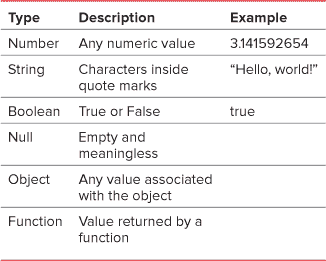 Type Description Example
Number Any numeric value 3.141592654
String Characters inside “Hello, world!”
quote marks
Boolean True or False true
Null Empty and
meaningless
Object Any value associated
with the object
Function Value returned by a
function